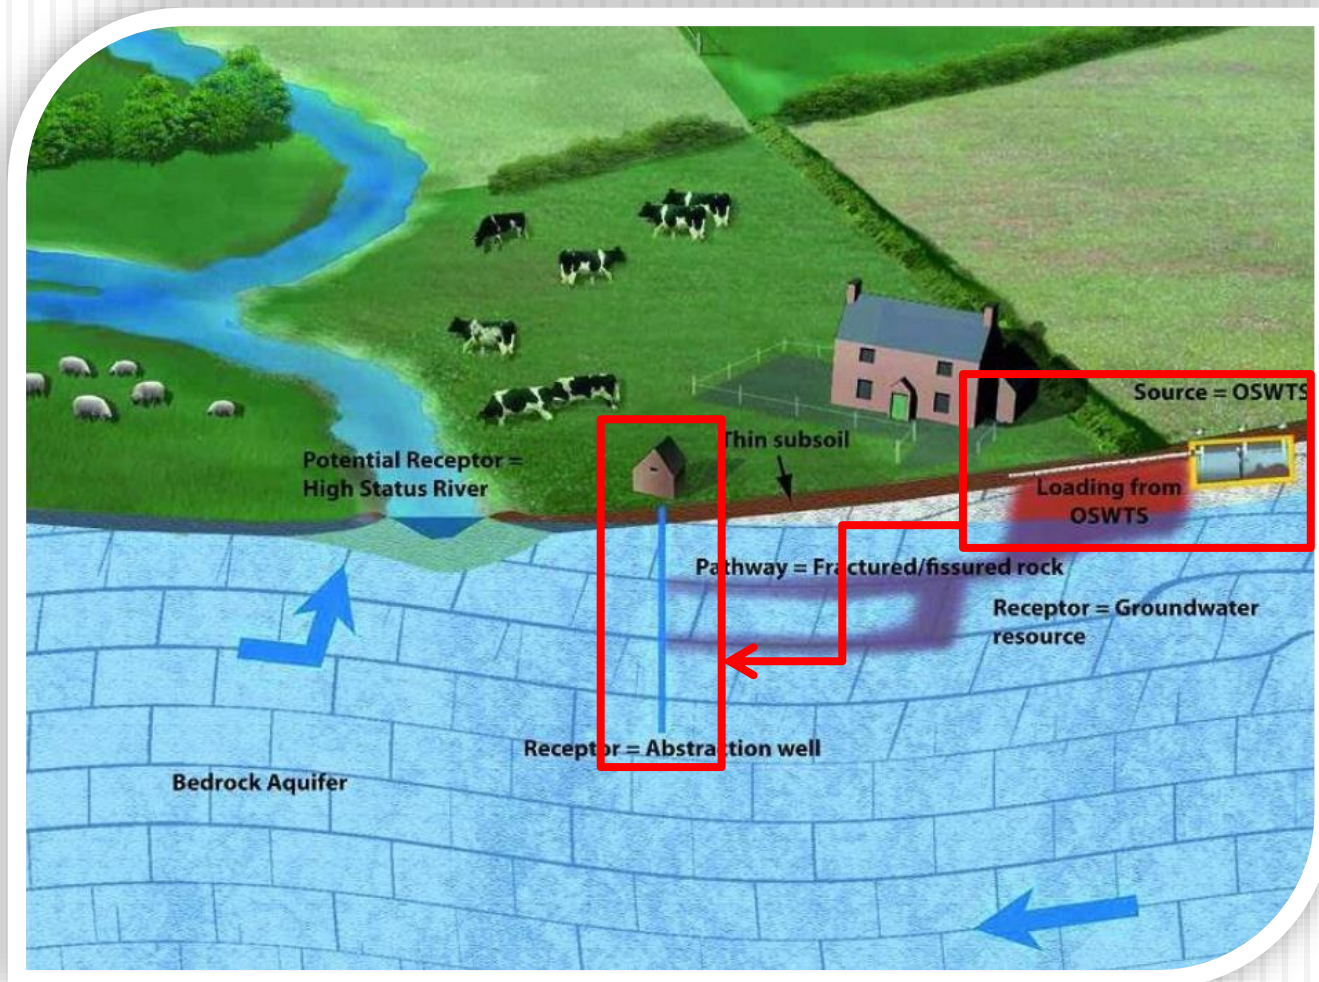 Source = OSWTS
Thin subsoil
Potential Receptor =
High Status River
Loading from
OSWTS
Pathway = Fractured/fissured rock
Receptor = Groundwater
resource
Receptor = Abstraction well
Bedrock Aquifer